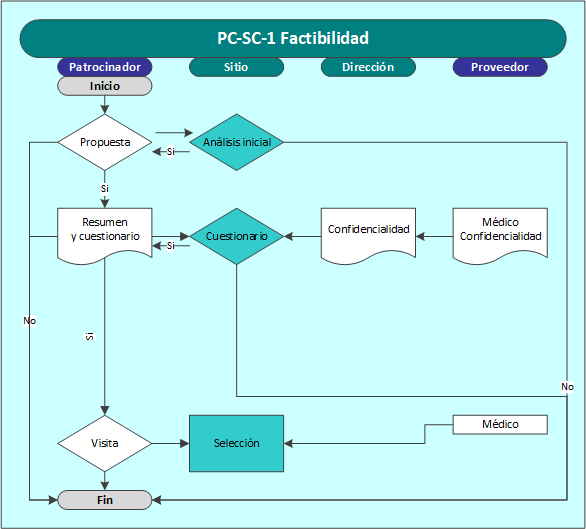 PC-SC-1 Factibilidad
Patrocinador
Sitio
Dirección
Proveedor
Inicio
Propuesta
Si
Análisis inicial
Si
Resumen
y cuestionario
Si
Cuestionario
Confidencialidad
Médico
Confidencialidad
No
Si
No
Visita
Selección
Médico
Fin